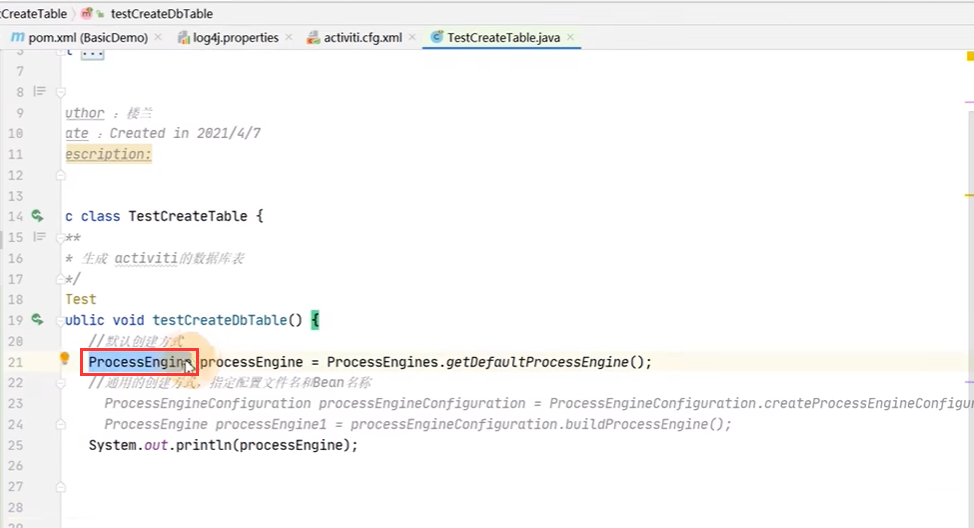 CreateTable testCreateDbTable
pom.xml (BasicDemo) log4j.properties activiti.cfg.xml TestCreateTable.java
7
8
9 uthor ：楼兰
10 ate ：Created in 2021/4/7
11 escription:
12
13
14 c class TestCreateTable {
15 **
16 * 生成 activiti的数据库表
17 */
18 Test
19 ublic void testCreateDbTable() {
20 //默认创建方式
21 ProcessEngine processEngine = ProcessEngines.getDefaultProcessEngine();
22 //通用的创建方式，指定配置文件名和Bean名称
23 ProcessEngineConfiguration processEngineConfiguration = ProcessEngineConfiguration.createProcessEngineConfigu
24 ProcessEngine processEngine1 = processEngineConfiguration.buildProcessEngine();
25 System.out.println(processEngine);
26
27
28